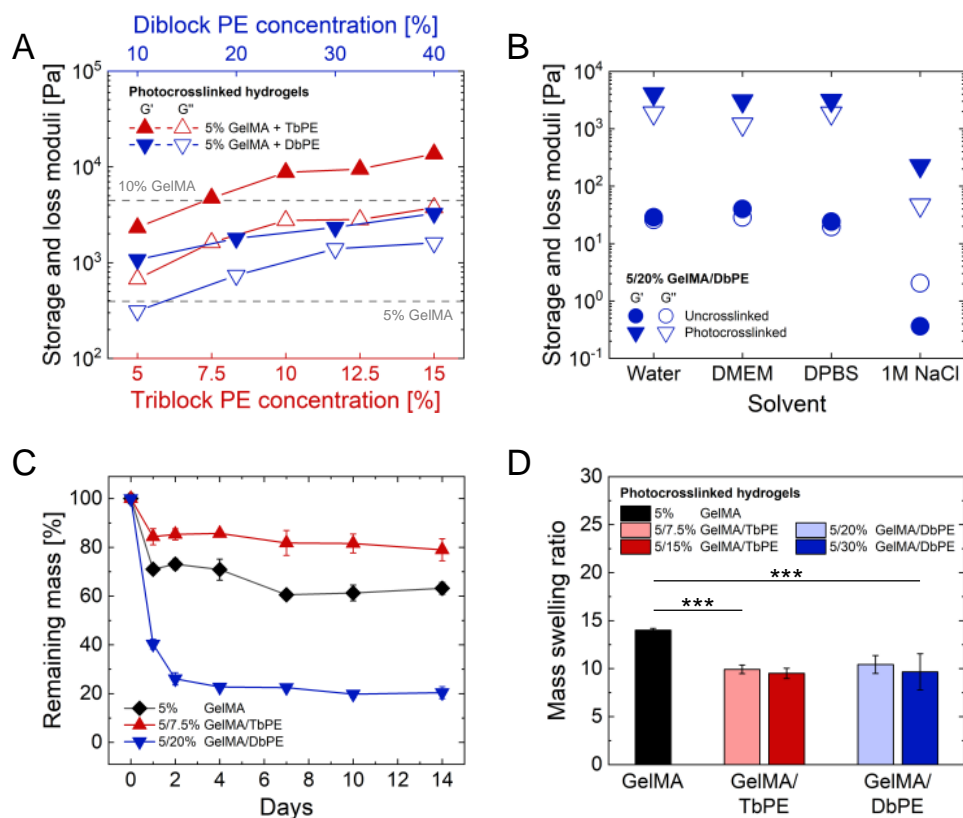 A
Diblock PE concentration [%]
10 20 30 40
Storage and loss moduli [Pa]
10^5
10^4
10^3
10^2
Photocrosslinked hydrogels
G' G"
5% GelMA + TbPE
5% GelMA + DbPE
10% GelMA
5% GelMA
5 7.5 10 12.5 15
Triblock PE concentration [%]
B
Storage and loss moduli [Pa]
10^4
10^3
10^2
10^1
10^0
10^-1
5/20% GelMA/DbPE
G' G"
Uncrosslinked
Photocrosslinked
Water DMEM DPBS 1M NaCl
Solvent
C
Remaining mass [%]
100
80
60
40
20
0
5% GelMA
5/7.5% GelMA/TbPE
5/20% GelMA/DbPE
0 2 4 6 8 10 12 14
Days
D
Mass swelling ratio
30
25
20
15
10
5
0
Photocrosslinked hydrogels
5% GelMA
5/7.5% GelMA/TbPE 5/20% GelMA/DbPE
5/15% GelMA/TbPE 5/30% GelMA/DbPE
***
***
GelMA GelMA/ GelMA/
TbPE DbPE